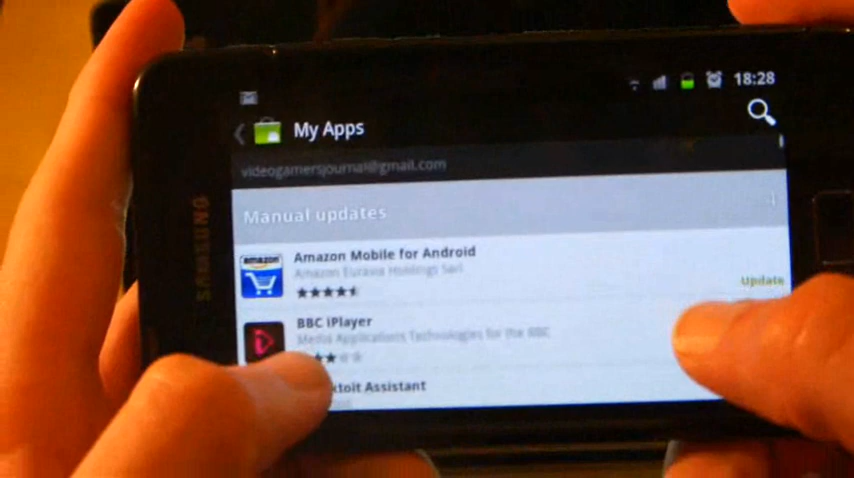 18:28
My Apps
videogamersjournal@gmail.com
Manual updates
amazon
Amazon Mobile for Android
Amazon Eurasia Holdings Sarl
Update
BBC iPlayer
Media Applications Technologies for the BBC
ktoit Assistant
SAMSUNG